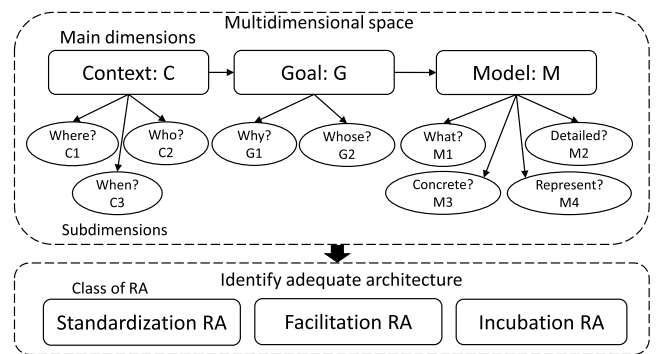 Multidimensional space
Main dimensions
Context: C
Goal: G
Model: M
Where?
C1
Who?
C2
When?
C3
Why?
G1
Whose?
G2
What?
M1
Detailed?
M2
Concrete?
M3
Represent?
M4
Subdimensions
Identify adequate architecture
Class of RA
Standardization RA
Facilitation RA
Incubation RA